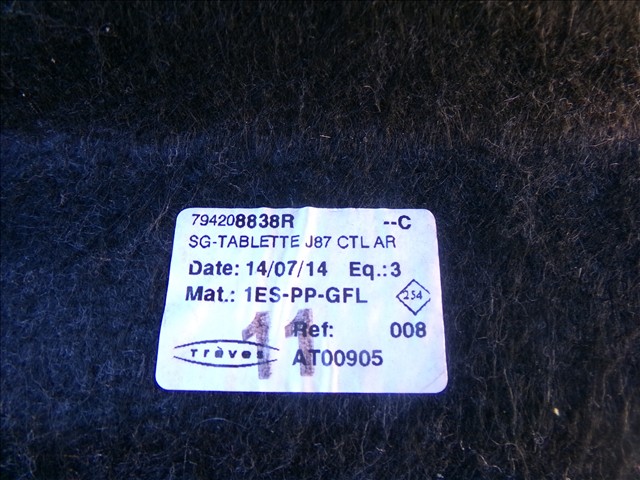 794208838R --C
SG-TABLETTE J87 CTL AR
Date: 14/07/14 Eq.:3
Mat.: 1ES-PP-GFL
254
11
Ref: 008
Trèves AT00905